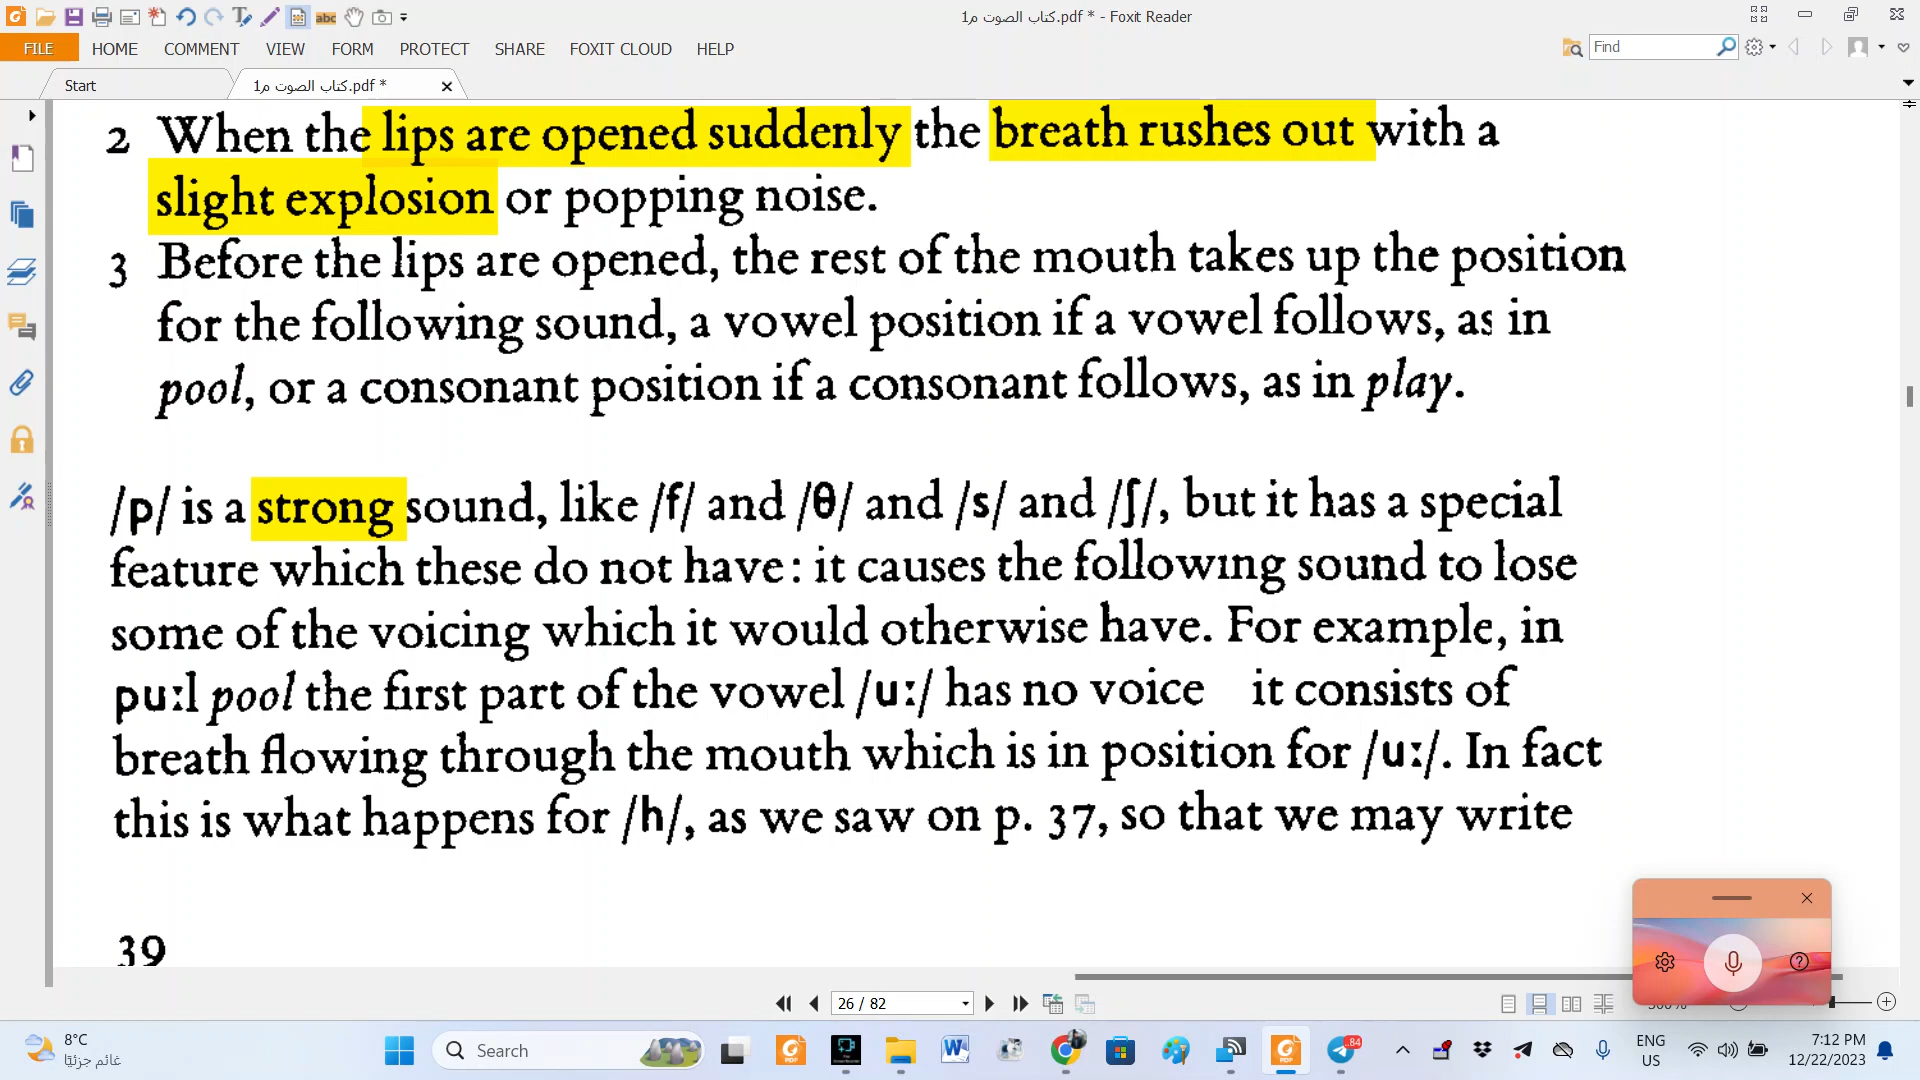 كتاب الصوت م1.pdf * - Foxit Reader
FILE HOME COMMENT VIEW FORM PROTECT SHARE FOXIT CLOUD HELP
Find
Start
كتاب الصوت م1.pdf *
2 When the lips are opened suddenly the breath rushes out with a
slight explosion or popping noise.
3 Before the lips are opened, the rest of the mouth takes up the position
for the following sound, a vowel position if a vowel follows, as in
pool, or a consonant position if a consonant follows, as in play.
/p/ is a strong sound, like /f/ and /θ/ and /s/ and /ʃ/, but it has a special
feature which these do not have: it causes the following sound to lose
some of the voicing which it would otherwise have. For example, in
puːl pool the first part of the vowel /uː/ has no voice it consists of
breath flowing through the mouth which is in position for /uː/. In fact
this is what happens for /h/, as we saw on p. 37, so that we may write
39
26 / 82
8°C
غائم جزئيًا
Search
84
ENG
US
7:12 PM
12/22/2023